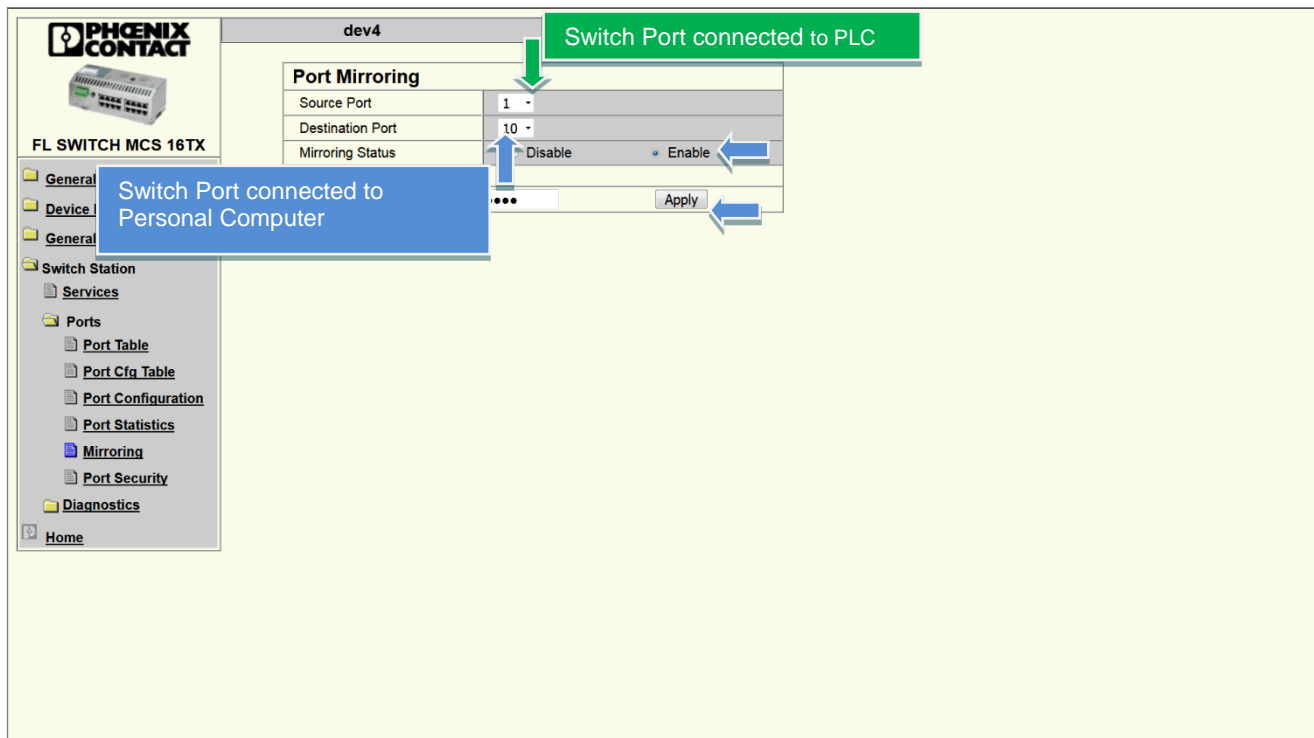 PHŒNIX
CONTACT
dev4
Switch Port connected to PLC
Port Mirroring
Source Port
1
Destination Port
10
FL SWITCH MCS 16TX
Mirroring Status
Disable
Enable
General
Switch Port connected to
Personal Computer
●●●●
Apply
Device
General
Switch Station
Services
Ports
Port Table
Port Cfg Table
Port Configuration
Port Statistics
Mirroring
Port Security
Diagnostics
Home